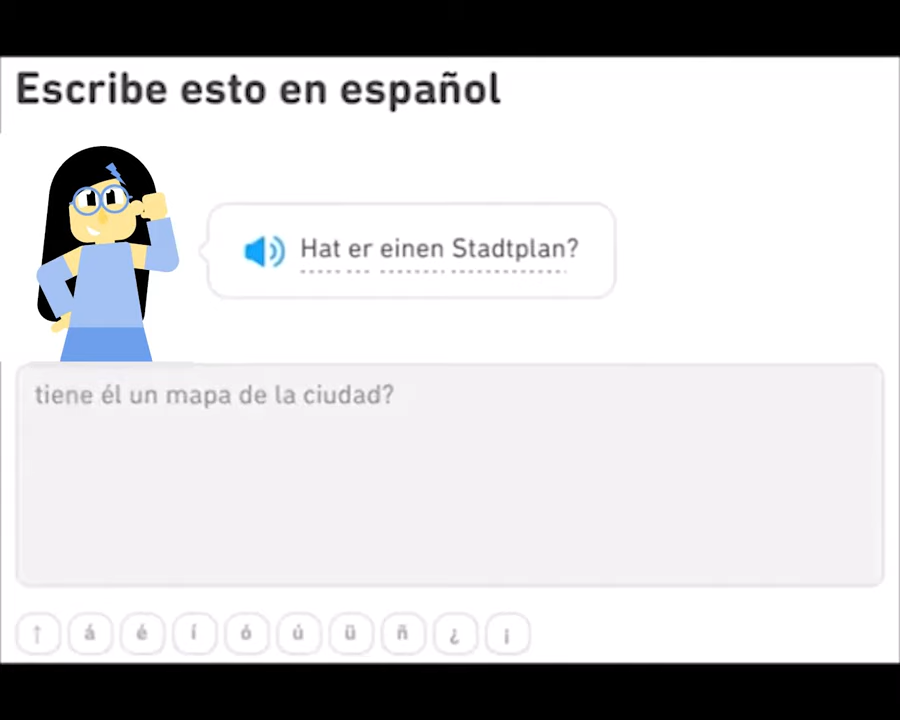 Escribe esto en español
Hat er einen Stadtplan?
tiene él un mapa de la ciudad?
↑ á é í ó ú ü ñ ¿ ¡